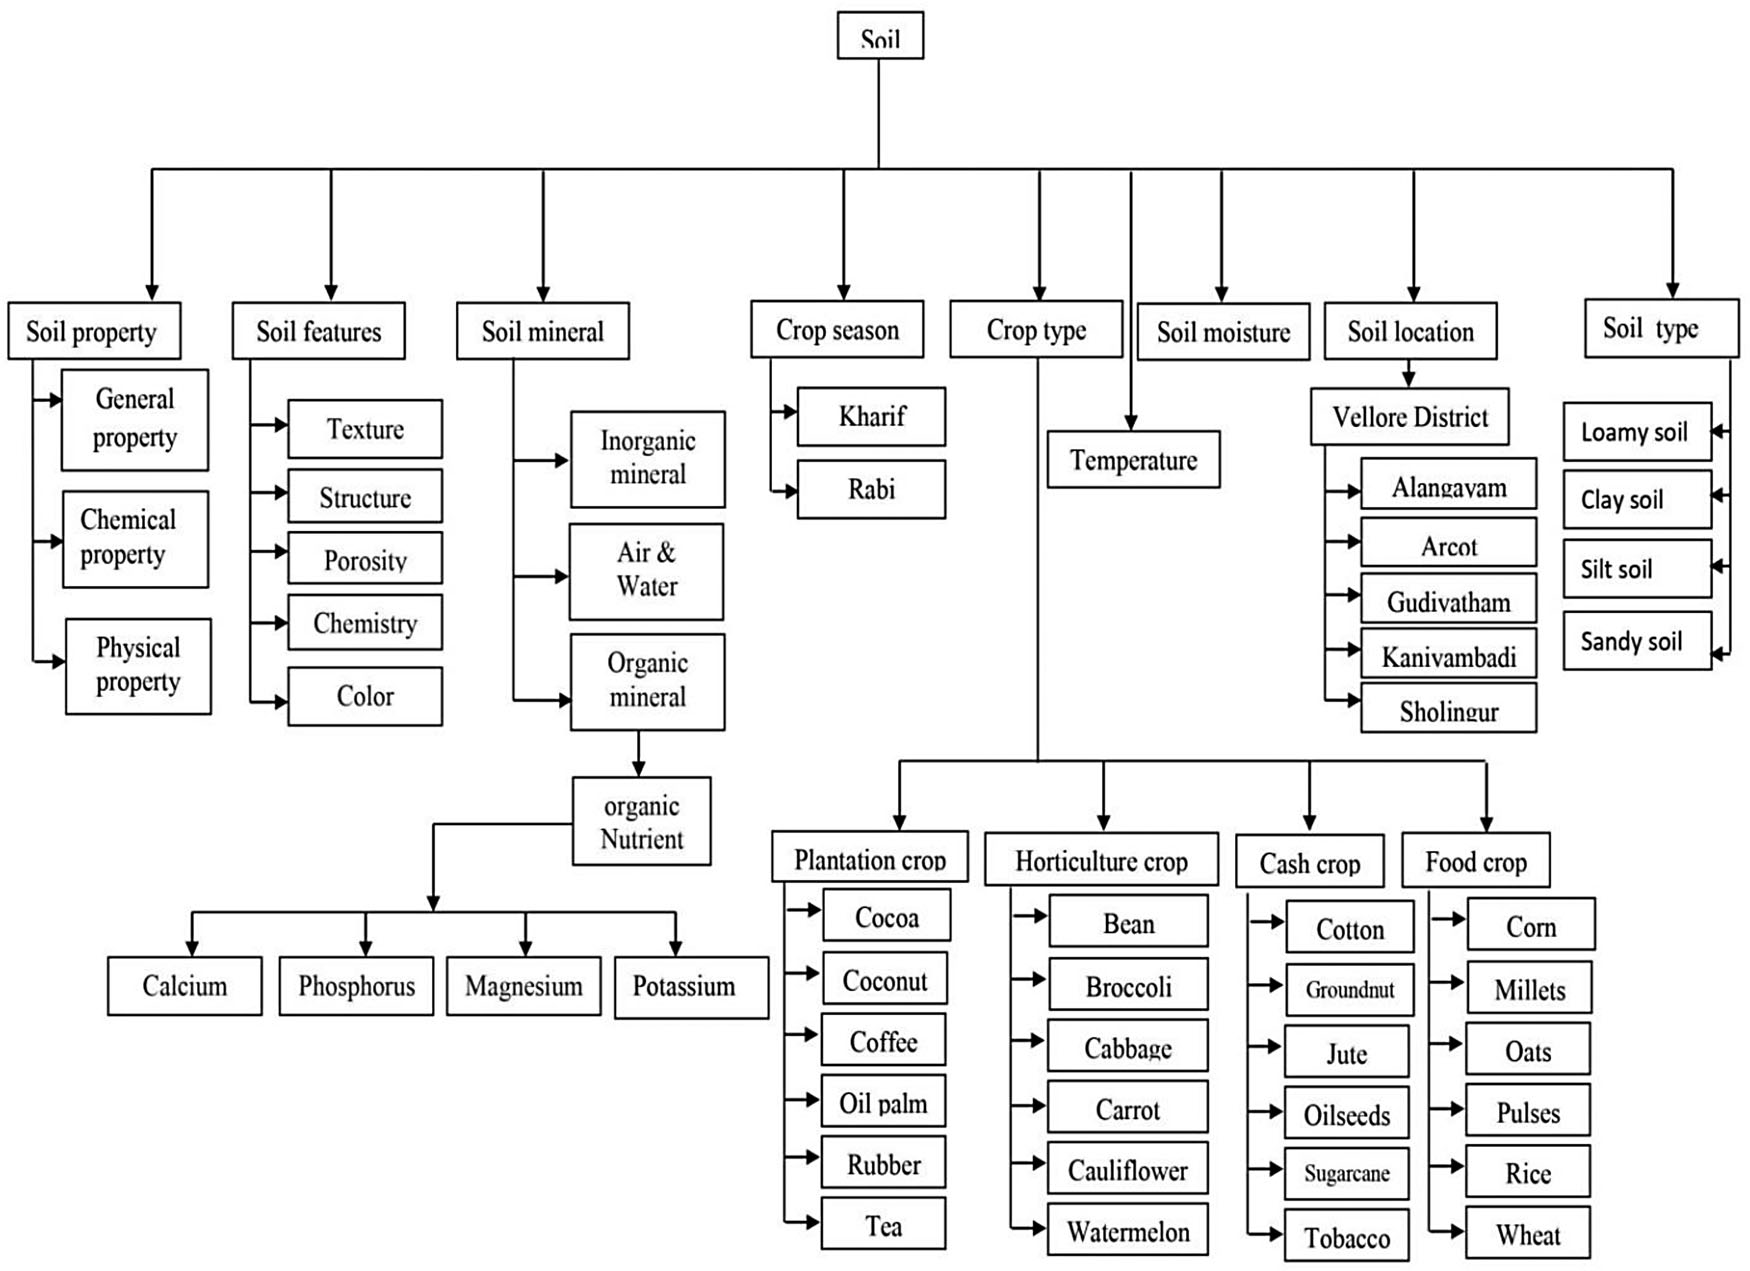 Soil
Soil property
Soil features
Soil mineral
Crop season
Crop type
Soil moisture
Soil location
Soil type
General
property
Chemical
property
Physical
property
Texture
Structure
Porosity
Chemistry
Color
Inorganic
mineral
Air &
Water
Organic
mineral
organic
Nutrient
Calcium
Phosphorus
Magnesium
Potassium
Kharif
Rabi
Temperature
Vellore District
Alangayam
Arcot
Gudivatham
Kanivambadi
Sholingur
Loamy soil
Clay soil
Silt soil
Sandy soil
Plantation crop
Cocoa
Coconut
Coffee
Oil palm
Rubber
Tea
Horticulture crop
Bean
Broccoli
Cabbage
Carrot
Cauliflower
Watermelon
Cash crop
Cotton
Groundnut
Jute
Oilseeds
Sugarcane
Tobacco
Food crop
Corn
Millets
Oats
Pulses
Rice
Wheat